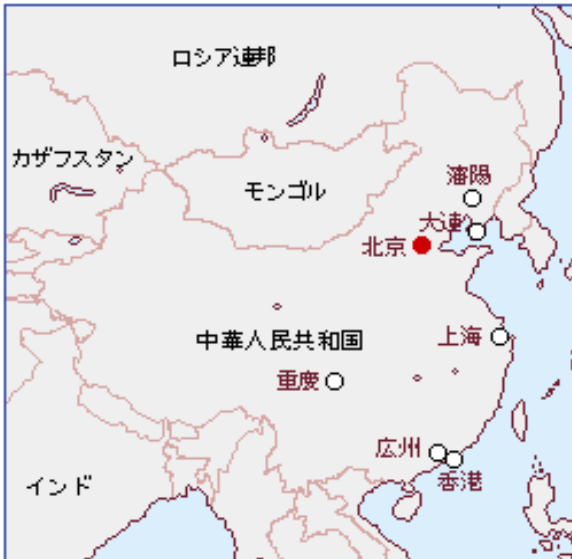 ロシア連邦
カザフスタン
モンゴル
瀋陽
大連
北京
中華人民共和国
上海
重慶
広州
香港
インド